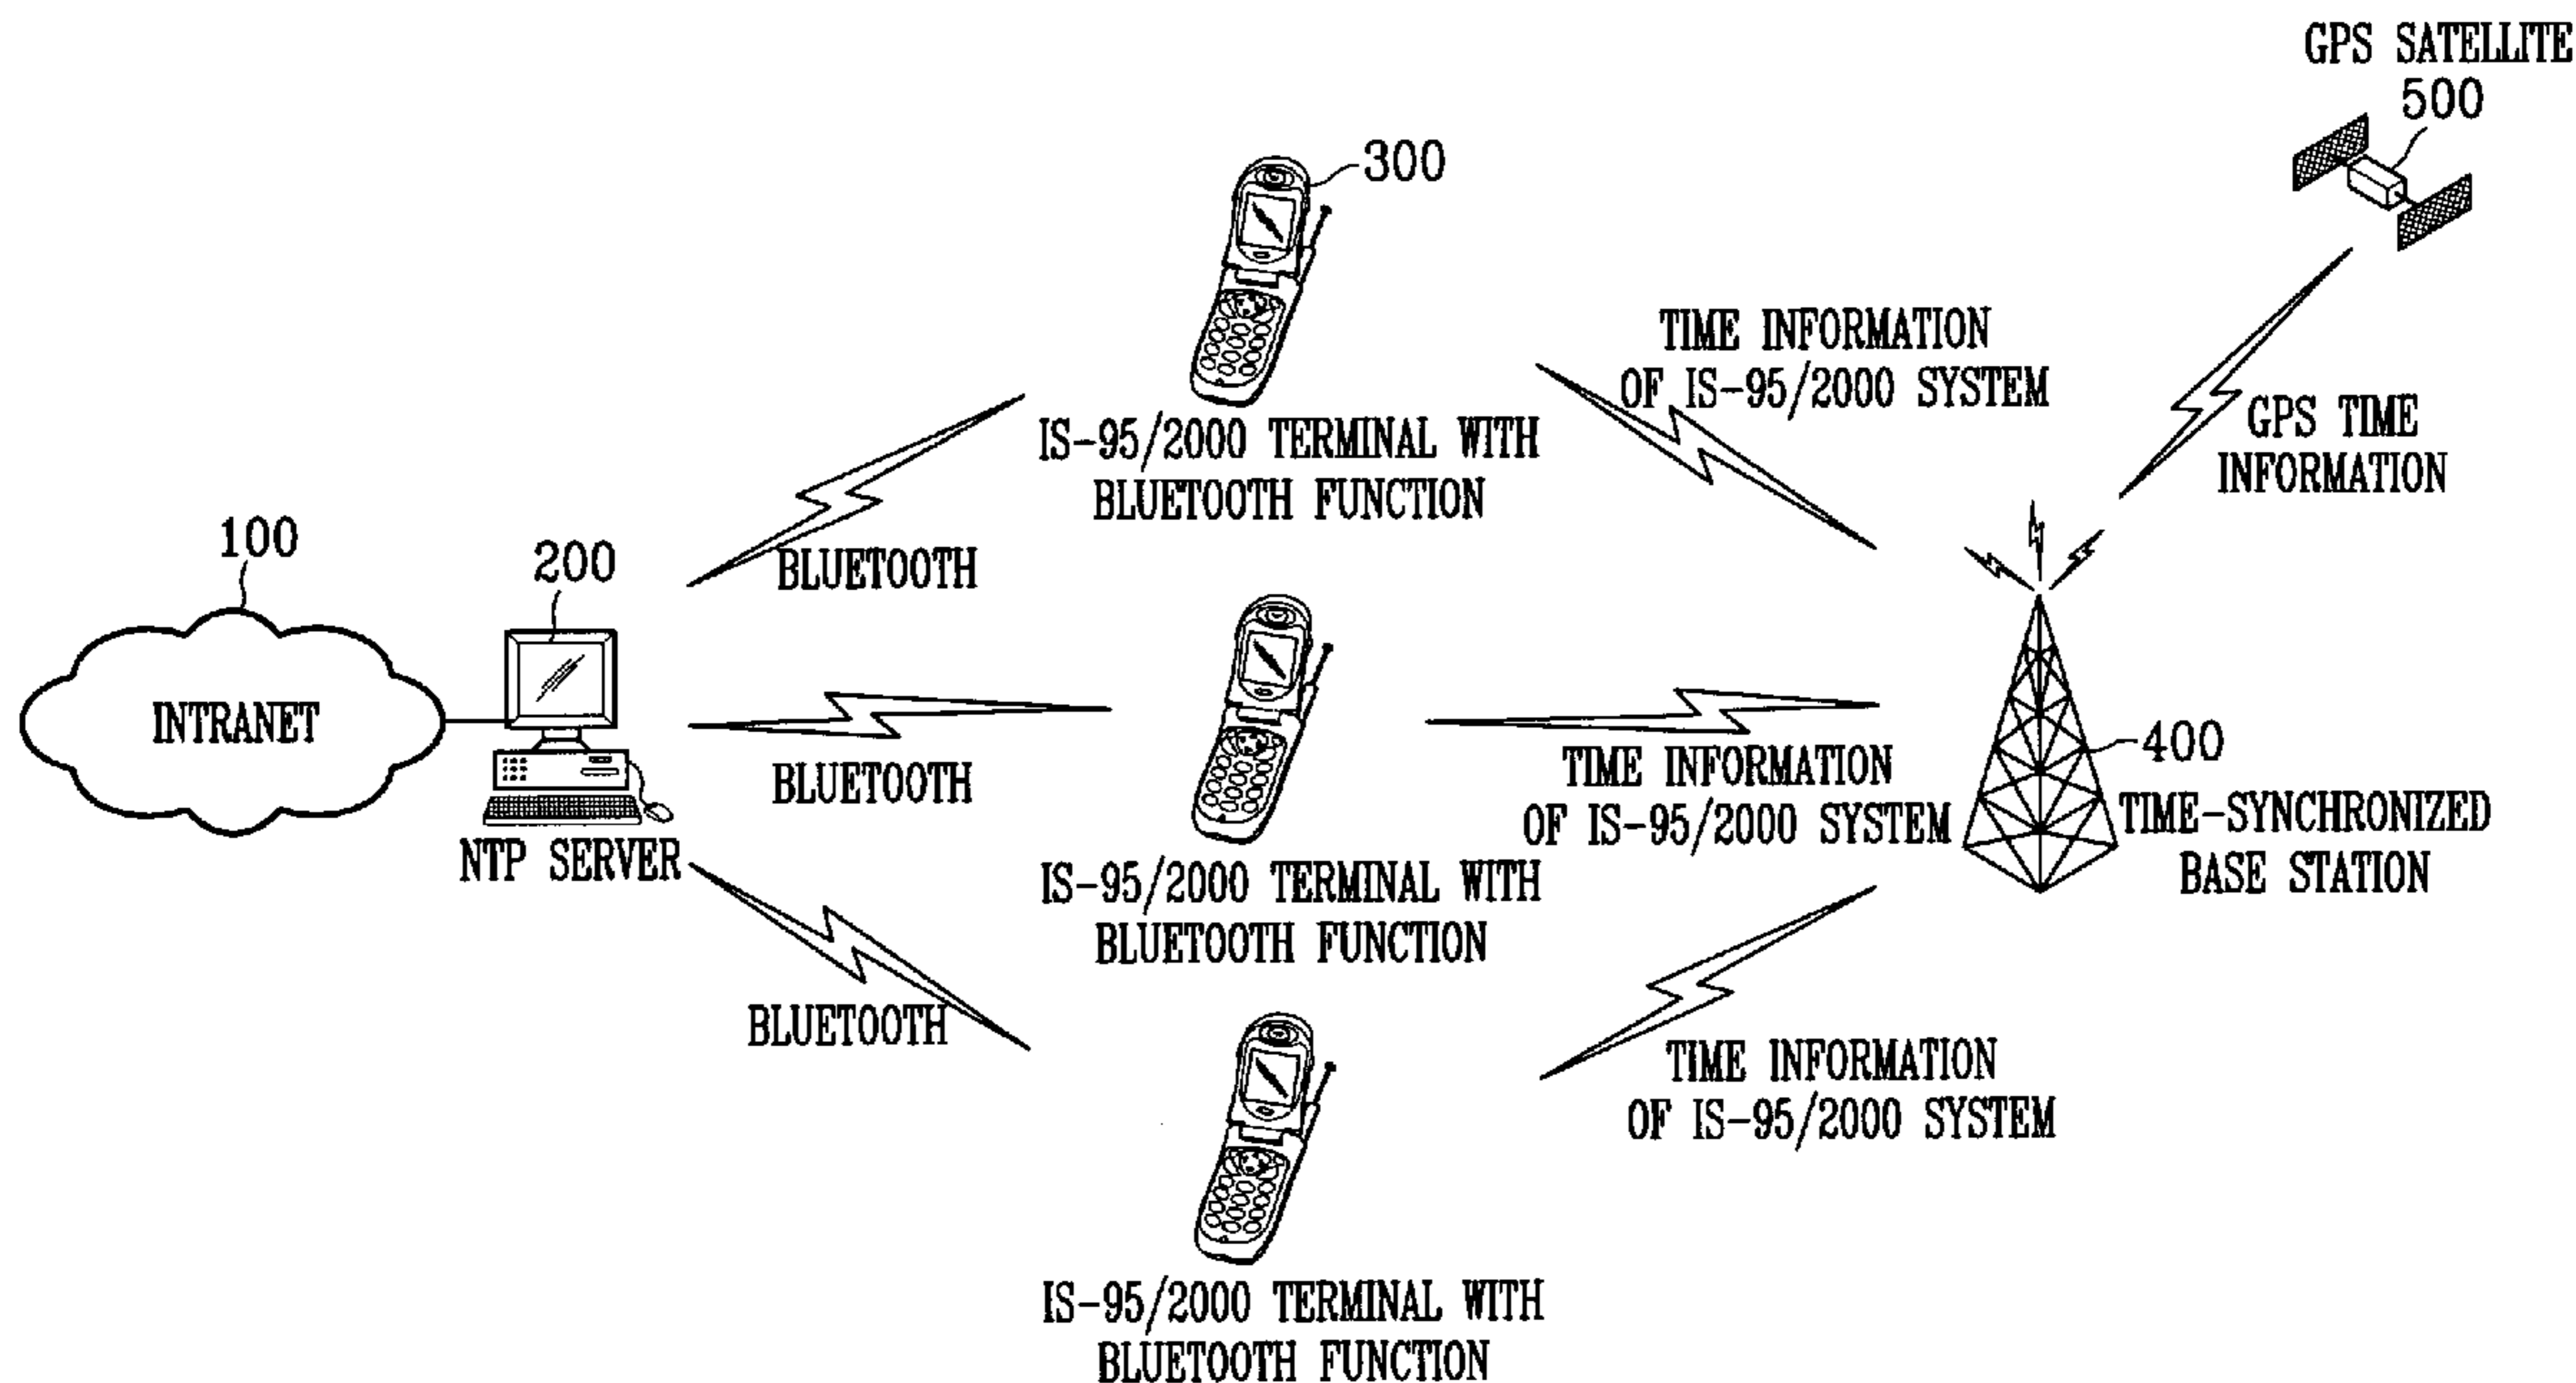 GPS SATELLITE
500
300
TIME INFORMATION
OF IS-95/2000 SYSTEM
GPS TIME
INFORMATION
IS-95/2000 TERMINAL WITH
BLUETOOTH FUNCTION
BLUETOOTH
100
200
INTRANET
NTP SERVER
BLUETOOTH
TIME INFORMATION
OF IS-95/2000 SYSTEM
400
TIME-SYNCHRONIZED
BASE STATION
IS-95/2000 TERMINAL WITH
BLUETOOTH FUNCTION
BLUETOOTH
TIME INFORMATION
OF IS-95/2000 SYSTEM
IS-95/2000 TERMINAL WITH
BLUETOOTH FUNCTION